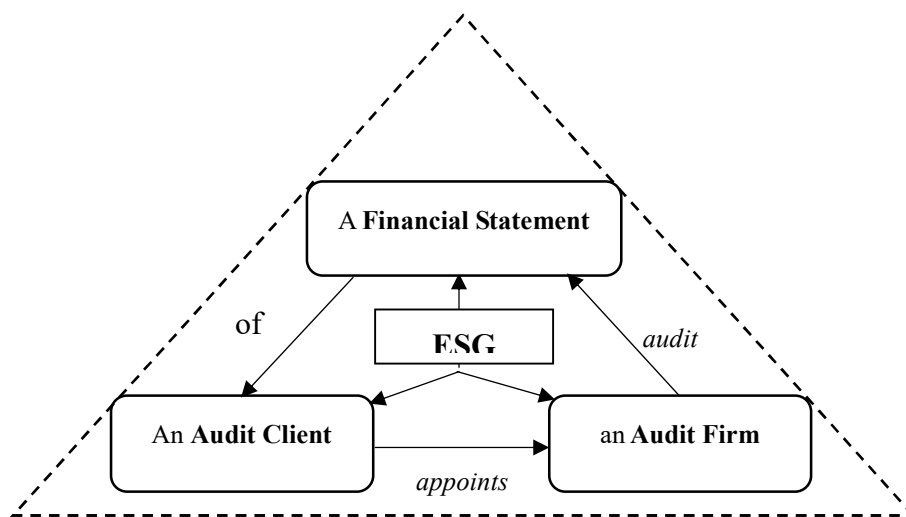 A Financial Statement
of
ESG
audit
An Audit Client
an Audit Firm
appoints